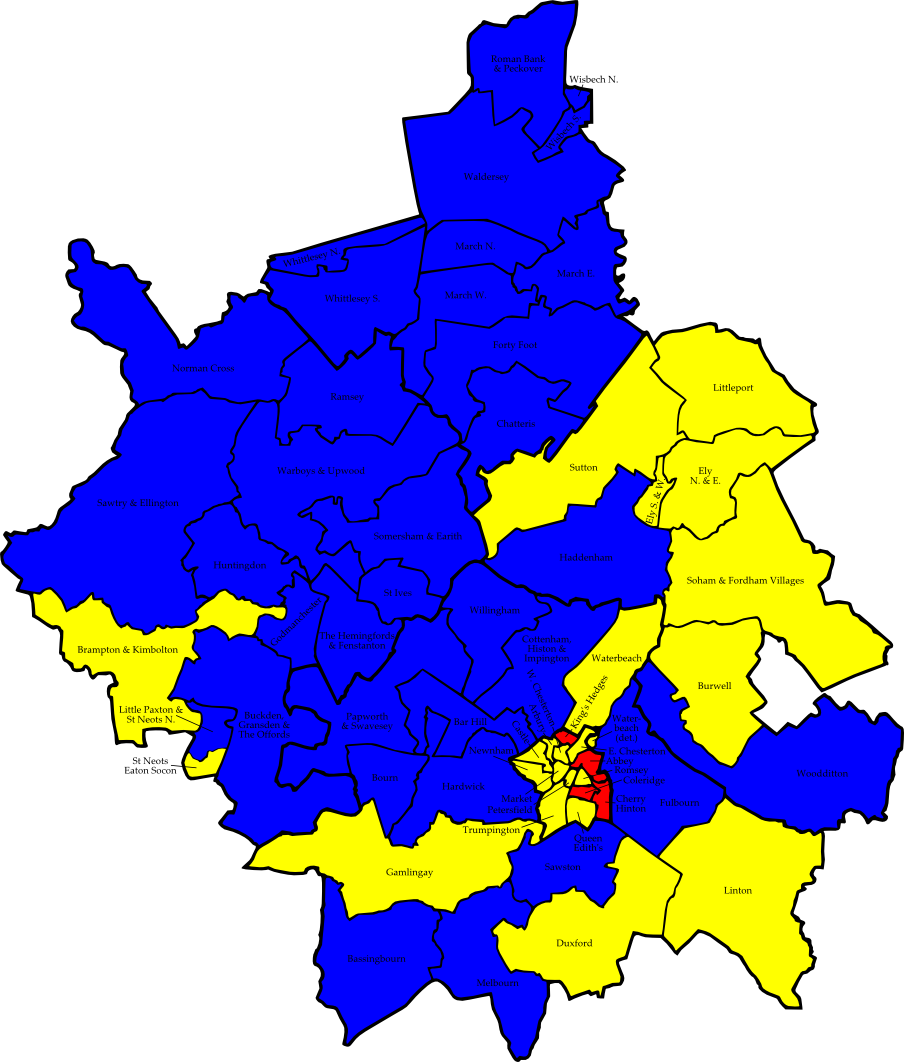 Roman Bank
& Peckover
Wisbech N.
Wisbech S.
Waldersey
March N.
Whittlesey N.
March E.
Whittlesey S.
March W.
Forty Foot
Norman Cross
Littleport
Ramsey
Chatteris
Sutton
Ely
N. & E.
Warboys & Upwood
Ely S. & W.
Sawtry & Ellington
Somersham & Earith
Haddenham
Huntingdon
Soham & Fordham Villages
St Ives
Willingham
Godmanchester
The Hemingfords
& Fenstanton
Cottenham,
Histon &
Impington
Brampton & Kimbolton
Waterbeach
Burwell
King's Hedges
W. Chesterton
Arbury
Castle
Little Paxton &
St Neots N.
Buckden,
Gransden &
The Offords
Papworth
& Swavesey
Bar Hill
Water-
beach
(det.)
Newnham
E. Chesterton
Abbey
Romsey
Coleridge
St Neots
Eaton Socon
Bourn
Hardwick
Woodditton
Market
Petersfield
Cherry
Hinton
Fulbourn
Trumpington
Queen
Edith's
Sawston
Gamlingay
Linton
Duxford
Bassingbourn
Melbourn